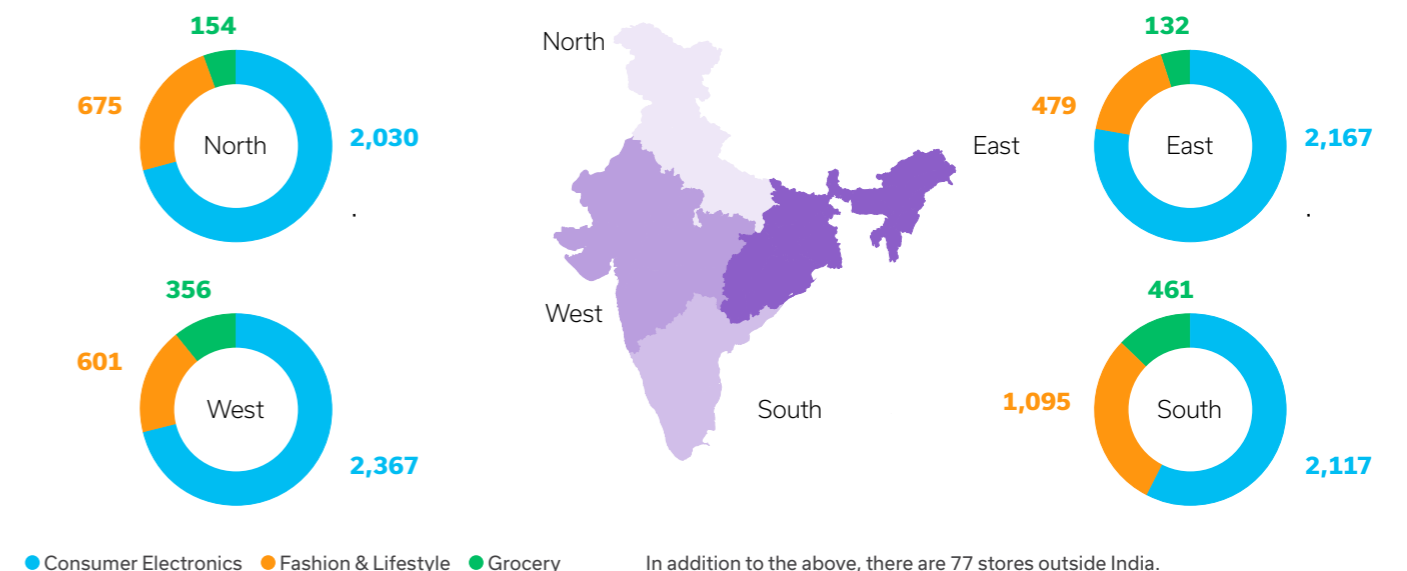 154
675
North
2,030
North
East
132
479
East
2,167
356
601
West
2,367
West
South
461
1,095
South
2,117
Consumer Electronics Fashion & Lifestyle Grocery
In addition to the above, there are 77 stores outside India.